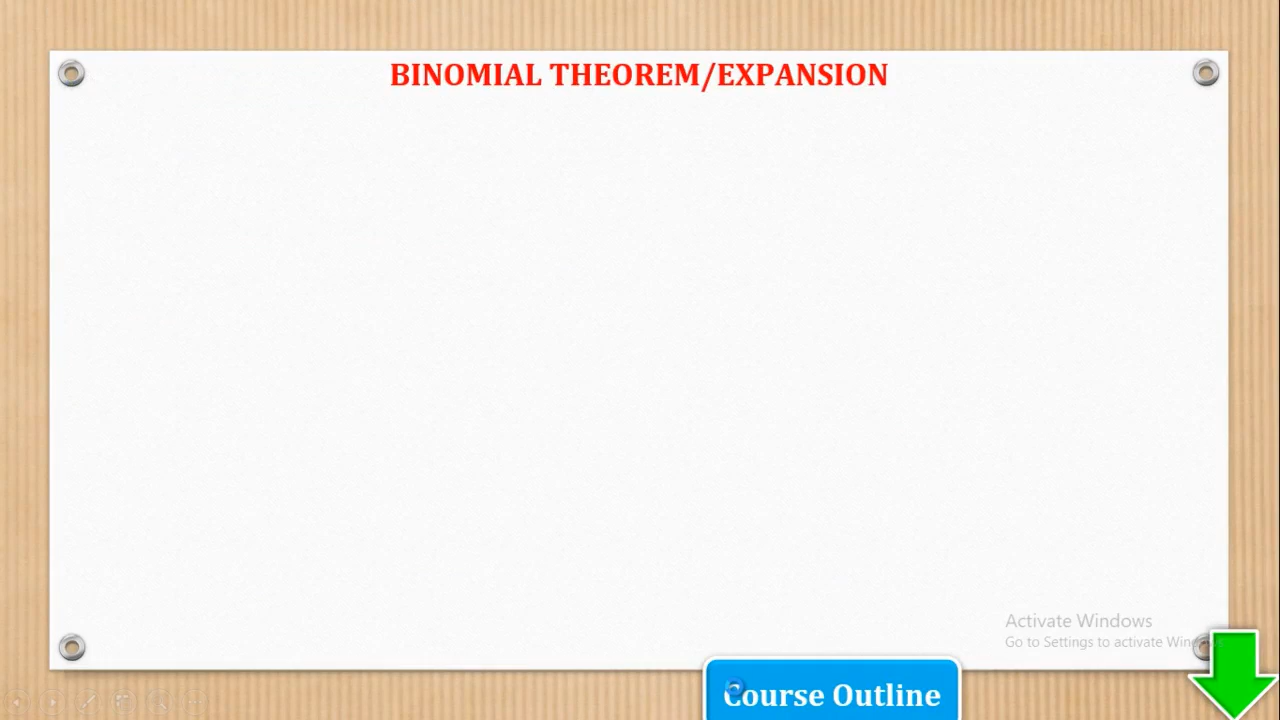 BINOMIAL THEOREM/EXPANSION
Activate Windows
Go to Settings to activate Windows
Course Outline